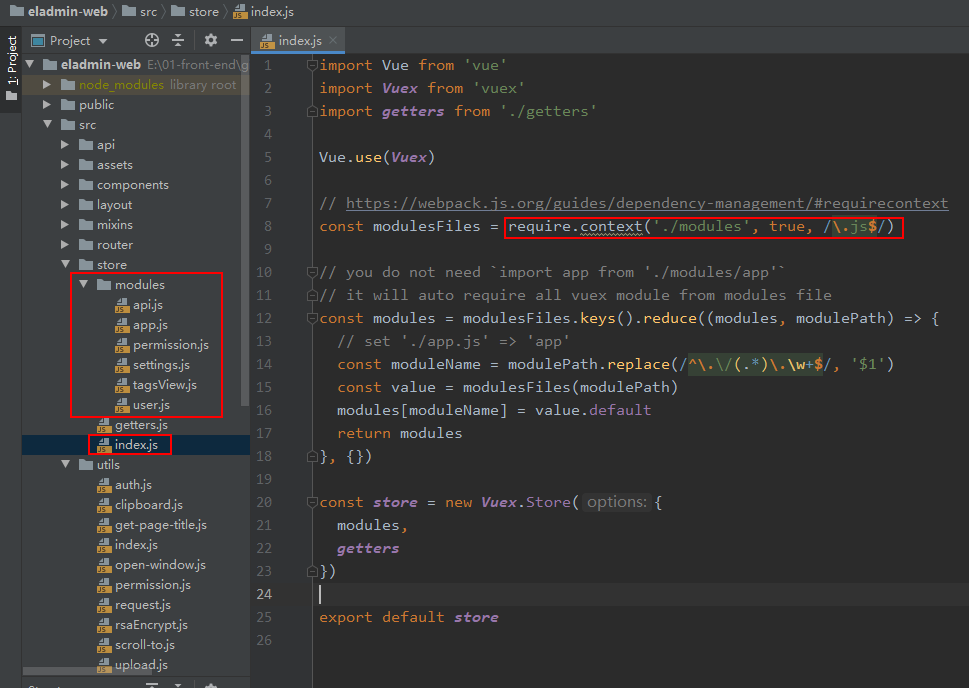 eladmin-web src store index.js
1: Project
Project
index.js
eladmin-web E:\01-front-end\g
node_modules library root
public
src
api
assets
components
layout
mixins
router
store
modules
api.js
app.js
permission.js
settings.js
tagsView.js
user.js
getters.js
index.js
utils
auth.js
clipboard.js
get-page-title.js
index.js
open-window.js
permission.js
request.js
rsaEncrypt.js
scroll-to.js
upload.js
1 import Vue from 'vue'
2 import Vuex from 'vuex'
3 import getters from './getters'
4
5 Vue.use(Vuex)
6
7 // https://webpack.js.org/guides/dependency-management/#requirecontext
8 const modulesFiles = require.context('./modules', true, /\.js$/)
9
10 // you do not need `import app from './modules/app'`
11 // it will auto require all vuex module from modules file
12 const modules = modulesFiles.keys().reduce((modules, modulePath) => {
13 // set './app.js' => 'app'
14 const moduleName = modulePath.replace(/^\.\/(.*)\.\w+$/, '$1')
15 const value = modulesFiles(modulePath)
16 modules[moduleName] = value.default
17 return modules
18 }, {})
19
20 const store = new Vuex.Store( options: {
21 modules,
22 getters
23 })
24
25 export default store
26